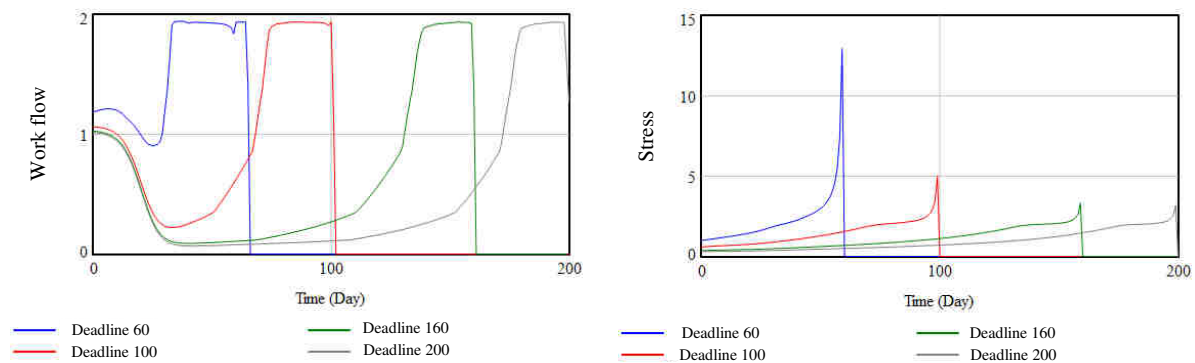 2
1
0
Work flow
0
100
200
Time (Day)
Deadline 60
Deadline 100
Deadline 160
Deadline 200
15
10
5
0
Stress
0
100
200
Time (Day)
Deadline 60
Deadline 100
Deadline 160
Deadline 200